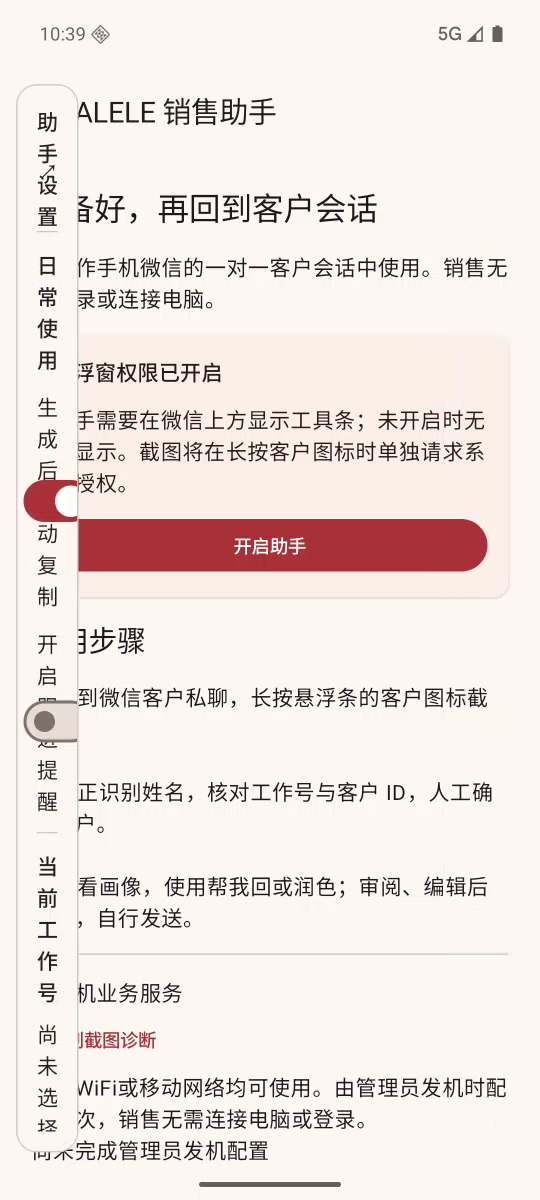 10:39
5G
助
手
设
置
日
常
使
用
生
成
后
动
复
制
开
启
提
醒
当
前
工
作
号
尚
未
选
择
ALELE 销售助手
备好，再回到客户会话
作手机微信的一对一客户会话中使用。销售无
录或连接电脑。
浮窗权限已开启
手需要在微信上方显示工具条；未开启时无
显示。截图将在长按客户图标时单独请求系
授权。
开启助手
用步骤
到微信客户私聊，长按悬浮条的客户图标截
正识别姓名，核对工作号与客户 ID，人工确
户。
看画像，使用帮我回或润色；审阅、编辑后
，自行发送。
机业务服务
截图诊断
WiFi或移动网络均可使用。由管理员发机时配
次，销售无需连接电脑或登录。
尚未完成管理员发机配置